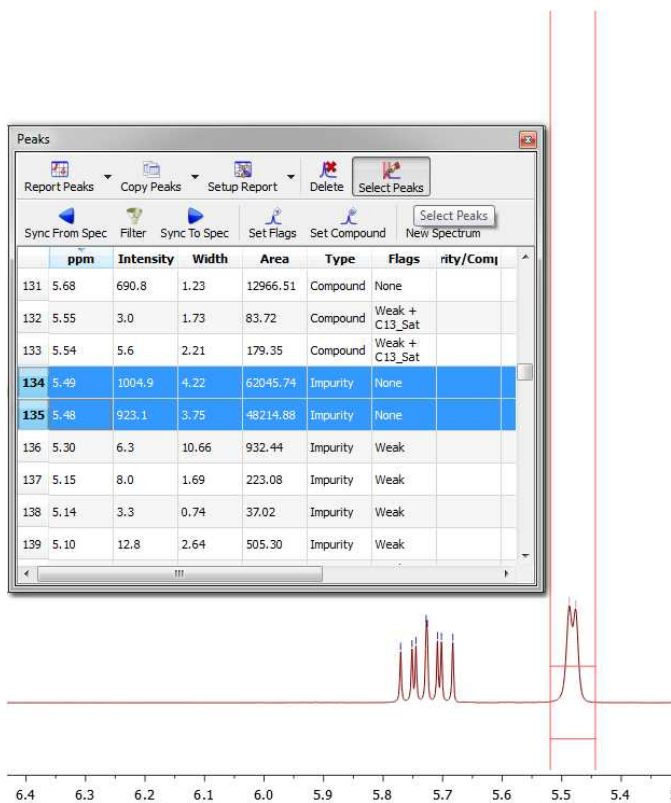 Peaks
Report Peaks Copy Peaks Setup Report Delete Select Peaks
Select Peaks
Sync From Spec Filter Sync To Spec Set Flags Set Compound New Spectrum
ppm Intensity Width Area Type Flags rity/Comp
131 5.68 690.8 1.23 12966.51 Compound None
132 5.55 3.0 1.73 83.72 Compound Weak + C13_Sat
133 5.54 5.6 2.21 179.35 Compound Weak + C13_Sat
134 5.49 1004.9 4.22 62045.74 Impurity None
135 5.48 923.1 3.75 48214.88 Impurity None
136 5.30 6.3 10.66 932.44 Impurity Weak
137 5.15 8.0 1.69 223.08 Impurity Weak
138 5.14 3.3 0.74 37.02 Impurity Weak
139 5.10 12.8 2.64 505.30 Impurity Weak
6.4 6.3 6.2 6.1 6.0 5.9 5.8 5.7 5.6 5.5 5.4